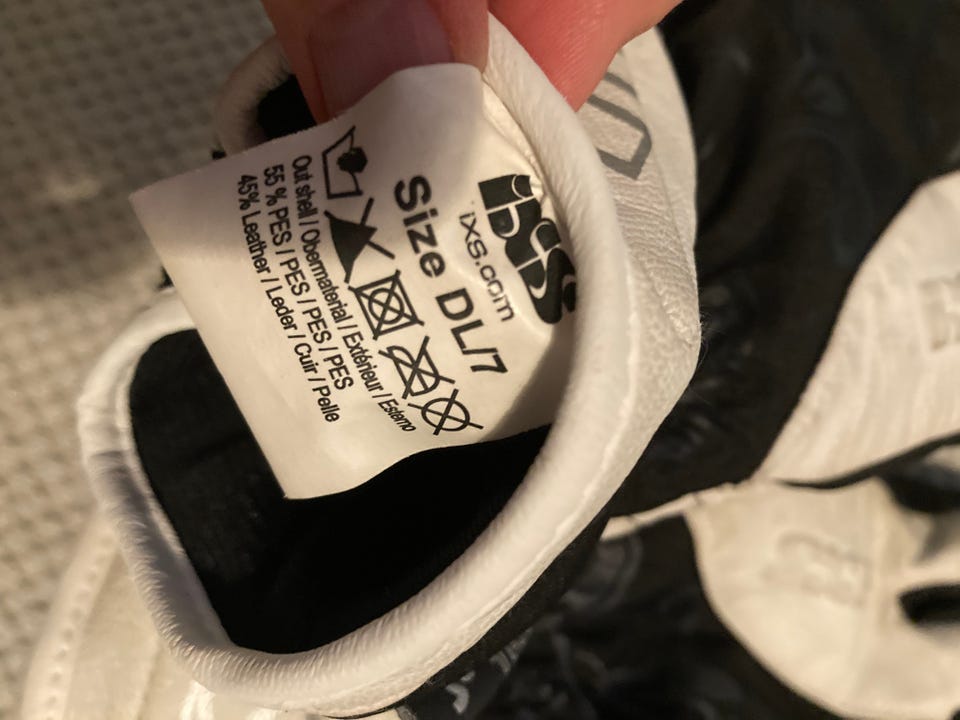 iXS
iXS.com
Size DL/7
Out shell / Obermaterial / Extérieur / Esterno
55 % PES / PES / PES / PES
45% Leather / Leder / Cuir / Pelle